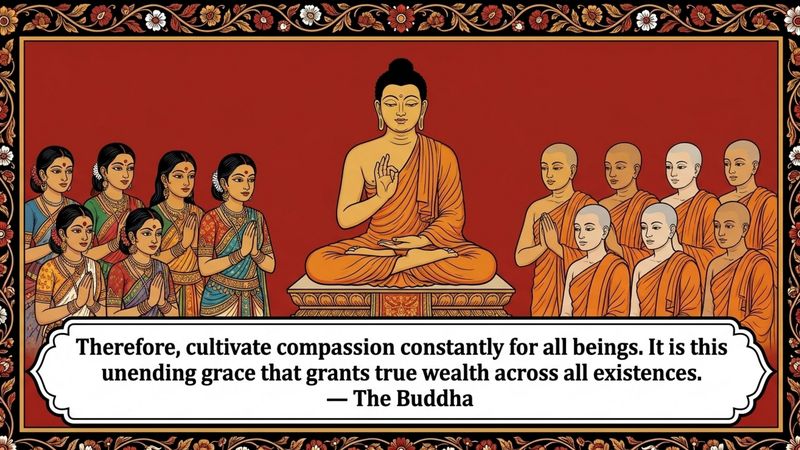 Therefore, cultivate compassion constantly for all beings. It is this
unending grace that grants true wealth across all existences.
— The Buddha